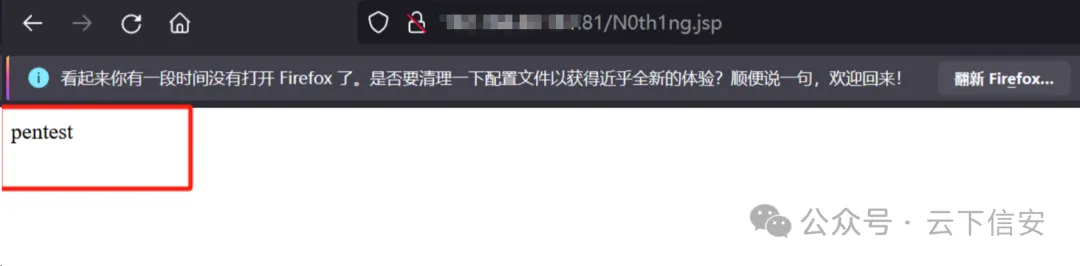 81/N0th1ng.jsp
看起来你有一段时间没有打开 Firefox 了。是否要清理一下配置文件以获得近乎全新的体验？顺便说一句，欢迎回来！
翻新 Firefox...
pentest
公众号 · 云下信安